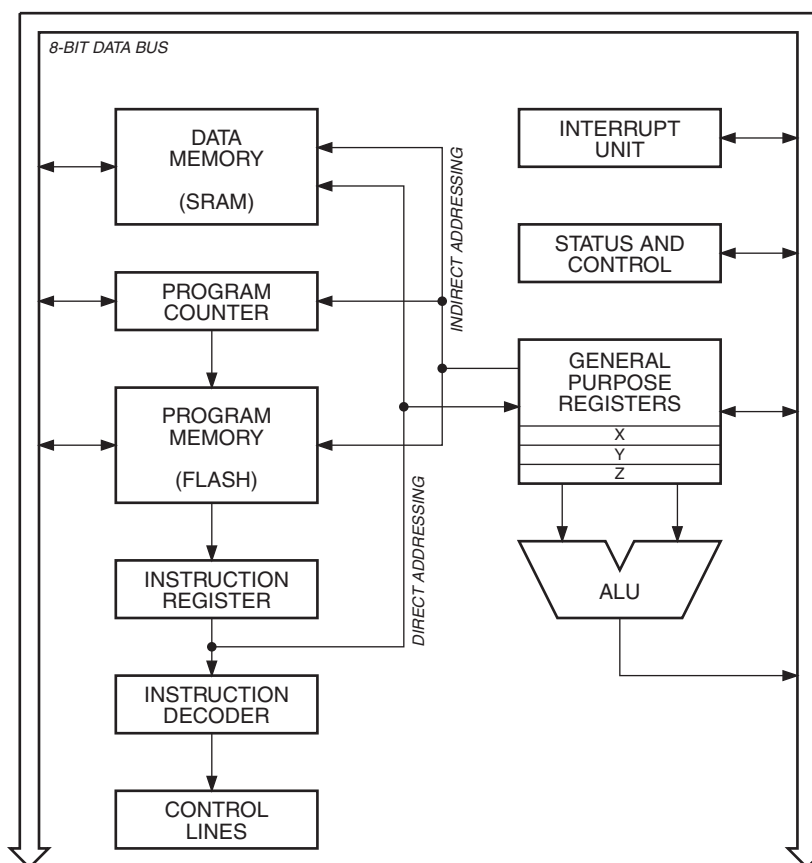 8-BIT DATA BUS
DATA
MEMORY
(SRAM)
INTERRUPT
UNIT
INDIRECT ADDRESSING
STATUS AND
CONTROL
PROGRAM
COUNTER
GENERAL
PURPOSE
REGISTERS
X
Y
Z
PROGRAM
MEMORY
(FLASH)
DIRECT ADDRESSING
INSTRUCTION
REGISTER
ALU
INSTRUCTION
DECODER
CONTROL
LINES